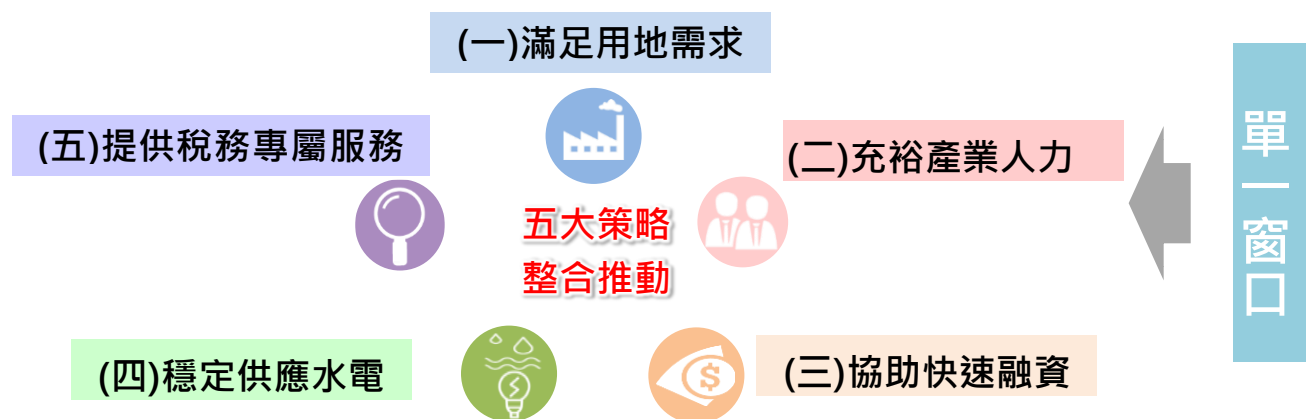 (一)滿足用地需求
(五)提供稅務專屬服務
(二)充裕產業人力
五大策略
整合推動
(四)穩定供應水電
(三)協助快速融資
$
單一窗口